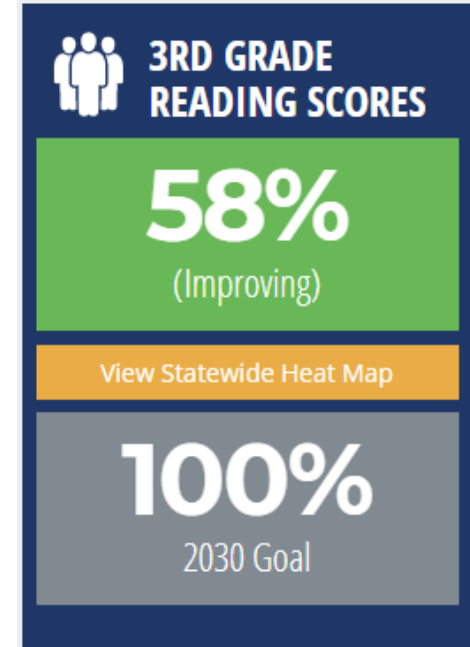 3RD GRADE
READING SCORES
58%
(Improving)
View Statewide Heat Map
100%
2030 Goal